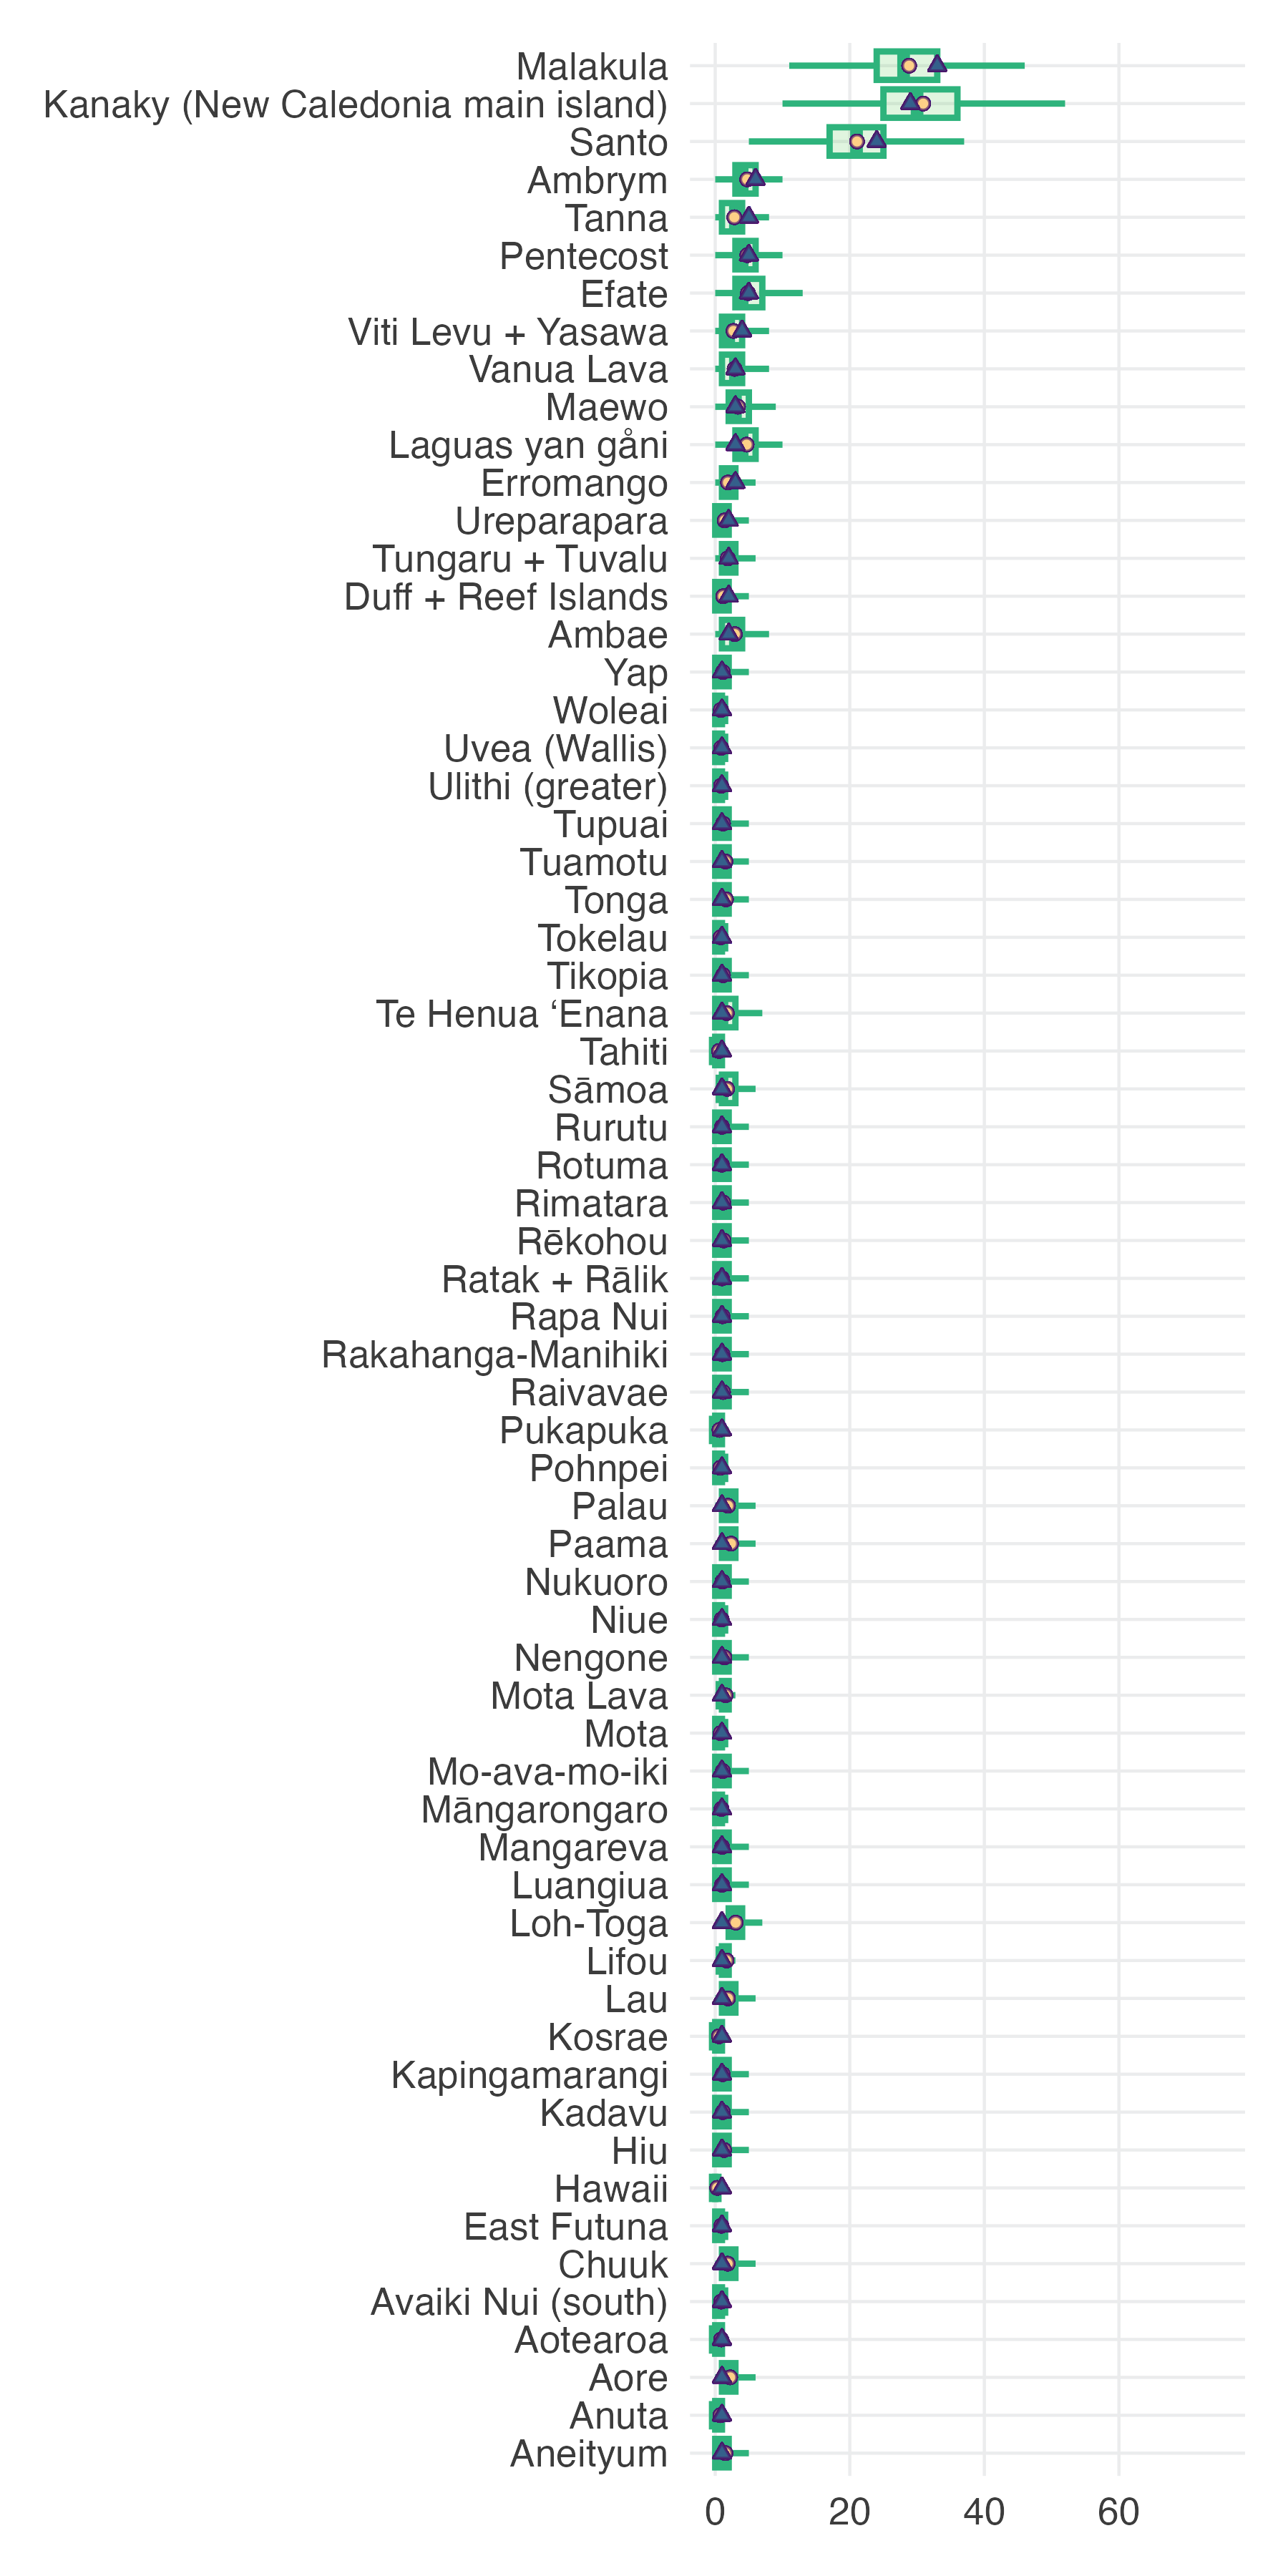 Malakula
Kanaky (New Caledonia main island)
Santo
Ambrym
Tanna
Pentecost
Efate
Viti Levu + Yasawa
Vanua Lava
Maewo
Laguas yan gåni
Erromango
Ureparapara
Tungaru + Tuvalu
Duff + Reef Islands
Ambae
Yap
Woleai
Uvea (Wallis)
Ulithi (greater)
Tupuai
Tuamotu
Tonga
Tokelau
Tikopia
Te Henua ‘Enana
Tahiti
Sāmoa
Rurutu
Rotuma
Rimatara
Rēkohou
Ratak + Rālik
Rapa Nui
Rakahanga-Manihiki
Raivavae
Pukapuka
Pohnpei
Palau
Paama
Nukuoro
Niue
Nengone
Mota Lava
Mota
Mo-ava-mo-iki
Māngarongaro
Mangareva
Luangiua
Loh-Toga
Lifou
Lau
Kosrae
Kapingamarangi
Kadavu
Hiu
Hawaii
East Futuna
Chuuk
Avaiki Nui (south)
Aotearoa
Aore
Anuta
Aneityum
0 20 40 60